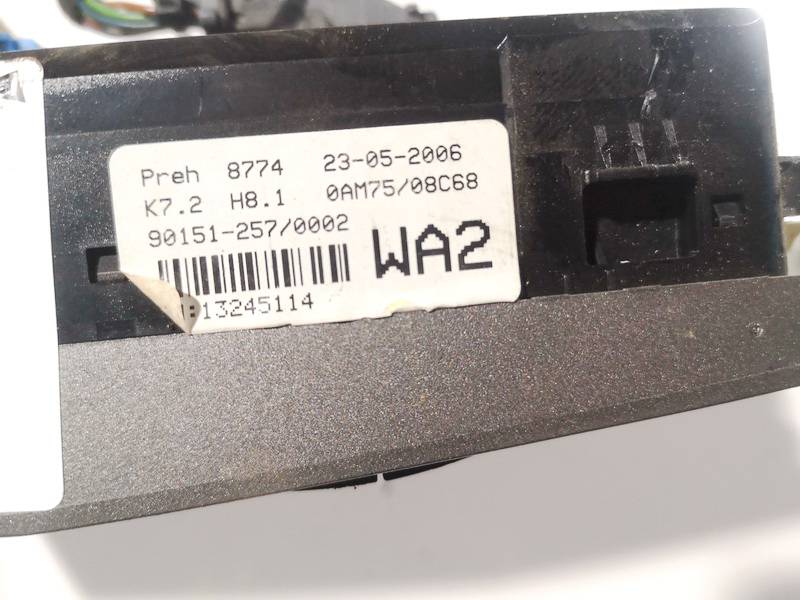 Preh 8774 23-05-2006
K7.2 H8.1 0AM75/08C68
90151-257/0002
WA2
:13245114